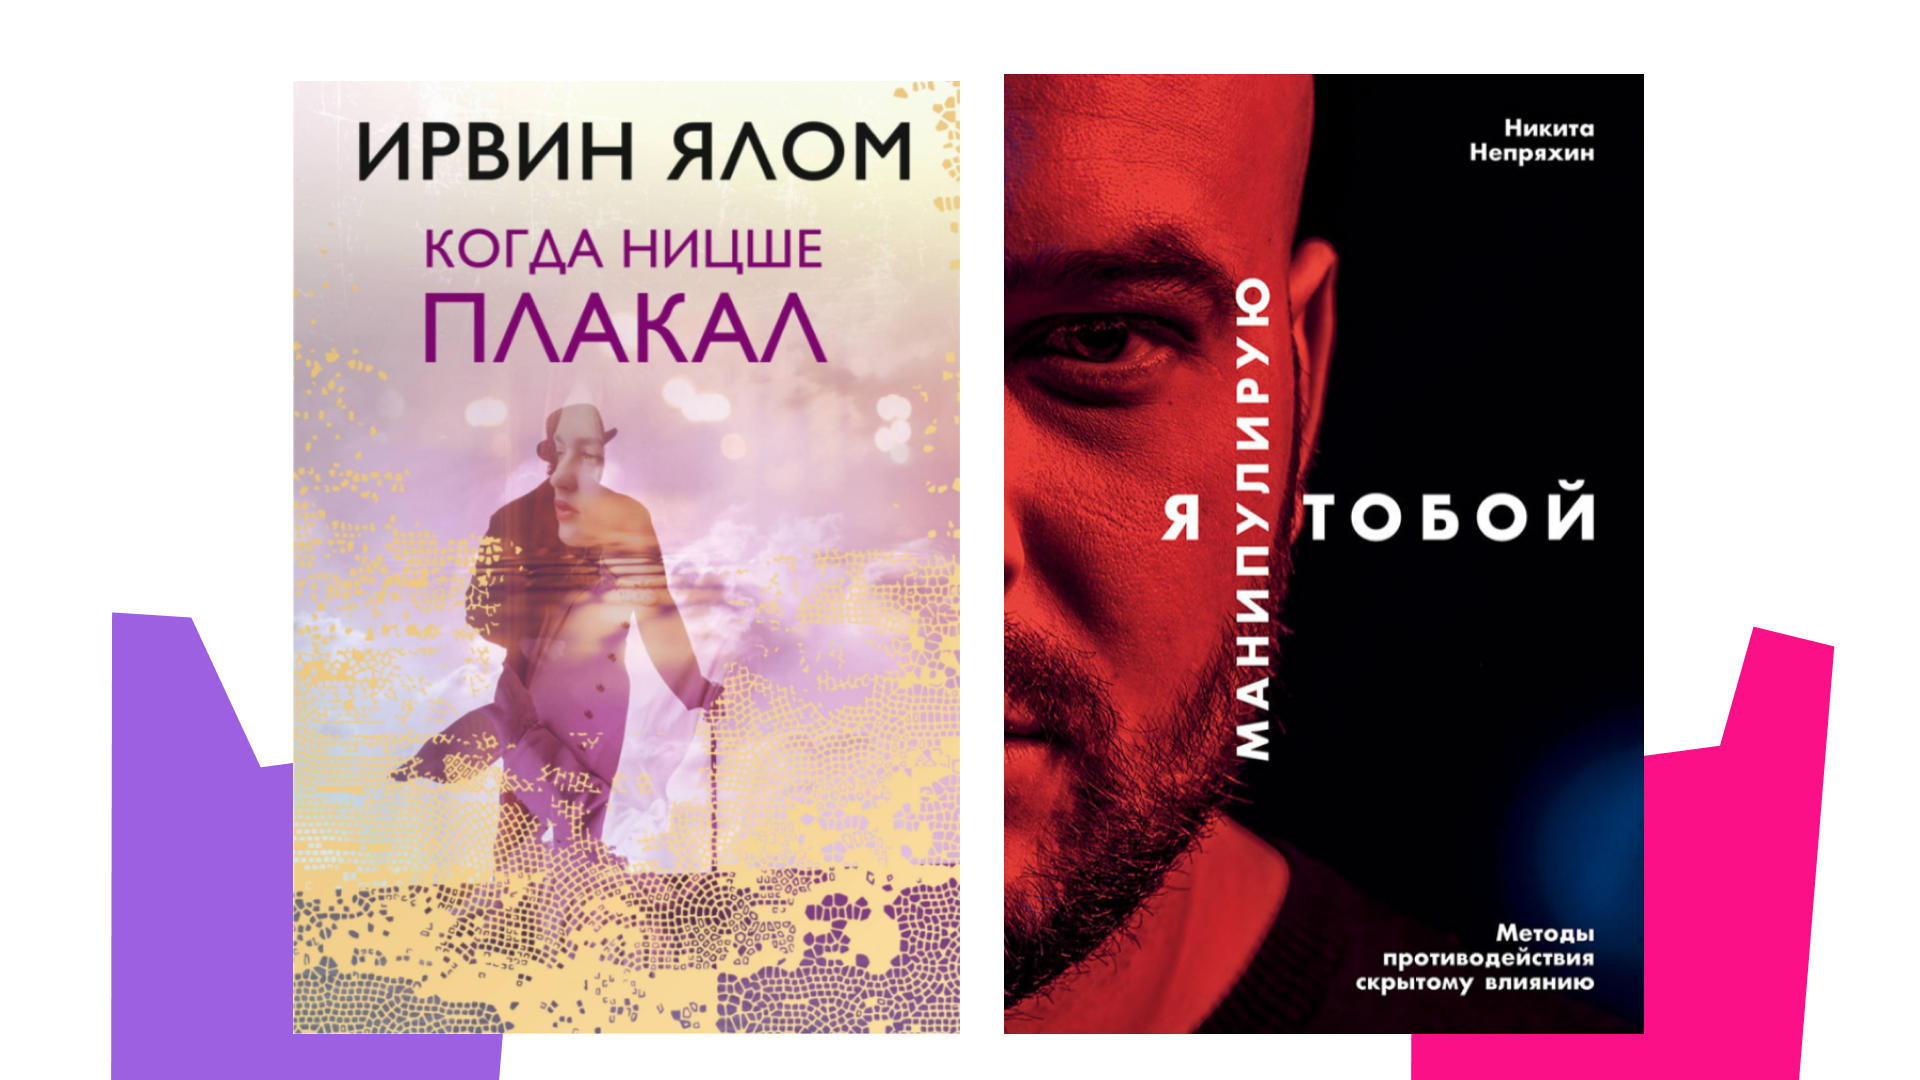 ИРВИН ЯЛОМ
КОГДА НИЦШЕ
ПЛАКАЛ
Никита
Непряхин
Я МАНИПУЛИРУЮ ТОБОЙ
Методы
противодействия
скрытому влиянию